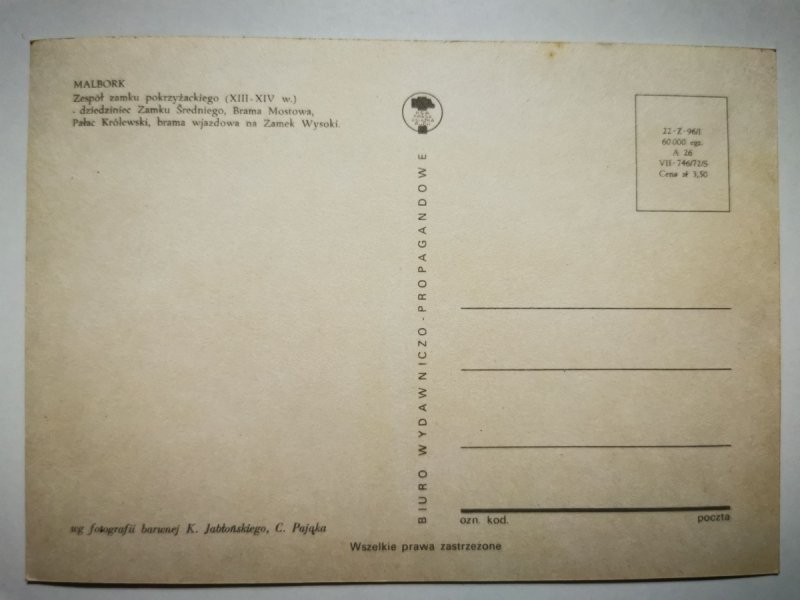 MALBORK
Zespół zamku pokrzyżackiego (XIII-XIV w.)
- dziedziniec Zamku Średniego, Brama Mostowa,
Pałac Królewski, brama wjazdowa na Zamek Wysoki.
22-Z-96/I
60 000 egz.
A 26
VII-746/72/S
Cena zł 3,50
BIURO WYDAWNICZO-PROPAGANDOWE
ozn. kod. poczta
wg fotografii barwnej K. Jabłońskiego, C. Pająka
Wszelkie prawa zastrzeżone